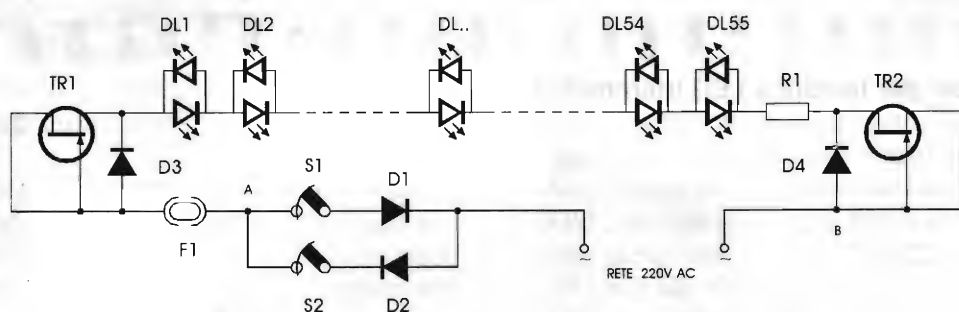 DL1 DL2 DL.. DL54 DL55
TR1 R1 TR2
D3 A S1 D1 D4
F1 B
RETE 220V AC
S2 D2